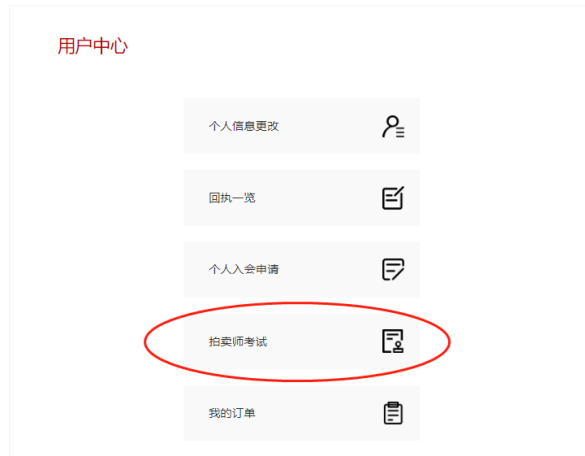 用户中心
个人信息更改
回执一览
个人入会申请
拍卖师考试
我的订单